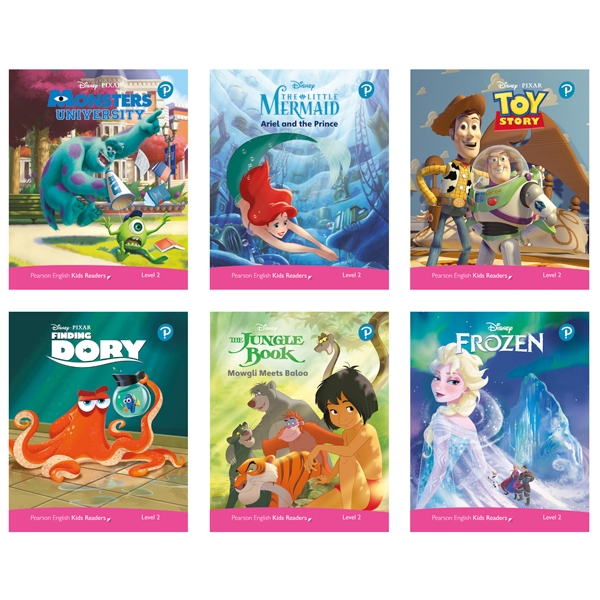 Disney · PIXAR
MONSTERS
UNIVERSITY
P
Pearson English Kids Readers
Level 2
Disney
THE LITTLE
MERMAID
Ariel and the Prince
P
Pearson English Kids Readers
Level 2
Disney · PIXAR
TOY
STORY
P
Pearson English Kids Readers
Level 2
Disney · PIXAR
FINDING
DORY
P
Pearson English Kids Readers
Level 2
Disney
THE JUNGLE
BOOK
Mowgli Meets Baloo
P
Pearson English Kids Readers
Level 2
Disney
FROZEN
P
Pearson English Kids Readers
Level 2